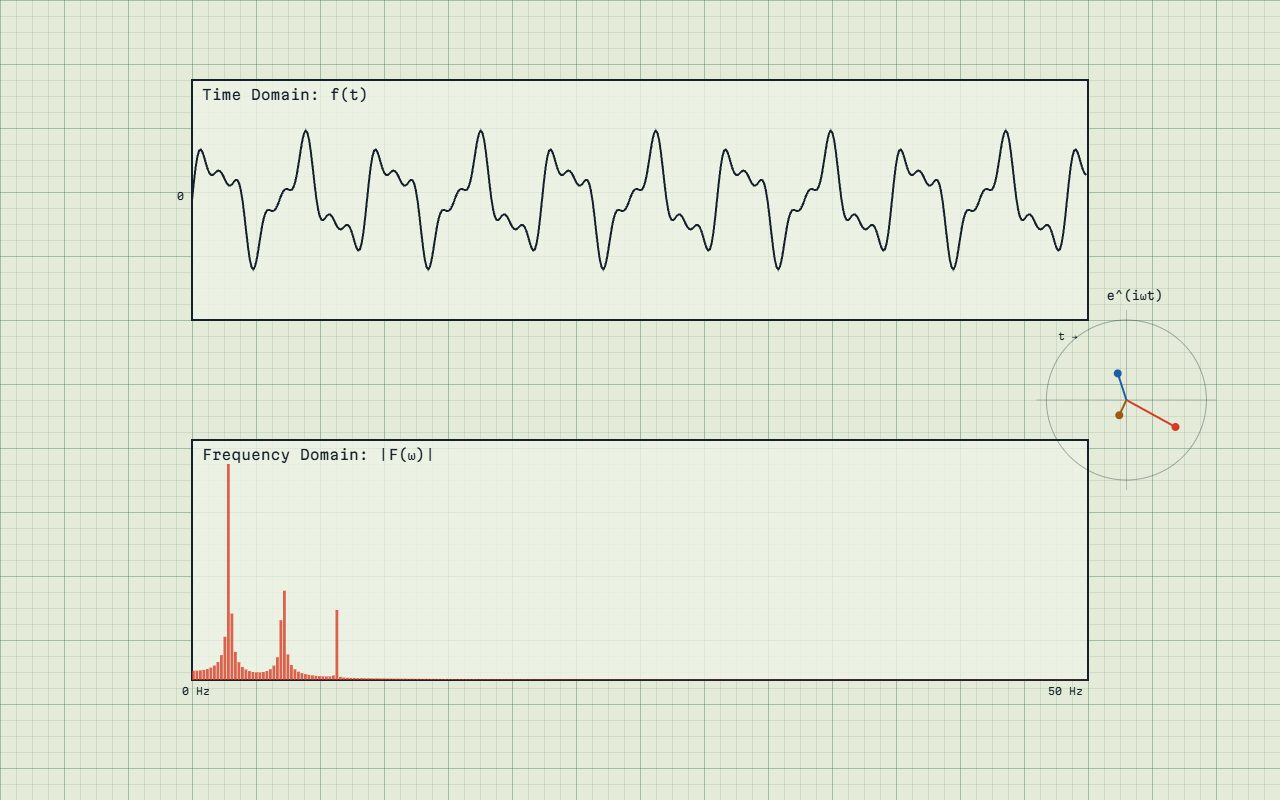 Time Domain: f(t)
0
e^(iωt)
t →
Frequency Domain: |F(ω)|
0 Hz
50 Hz